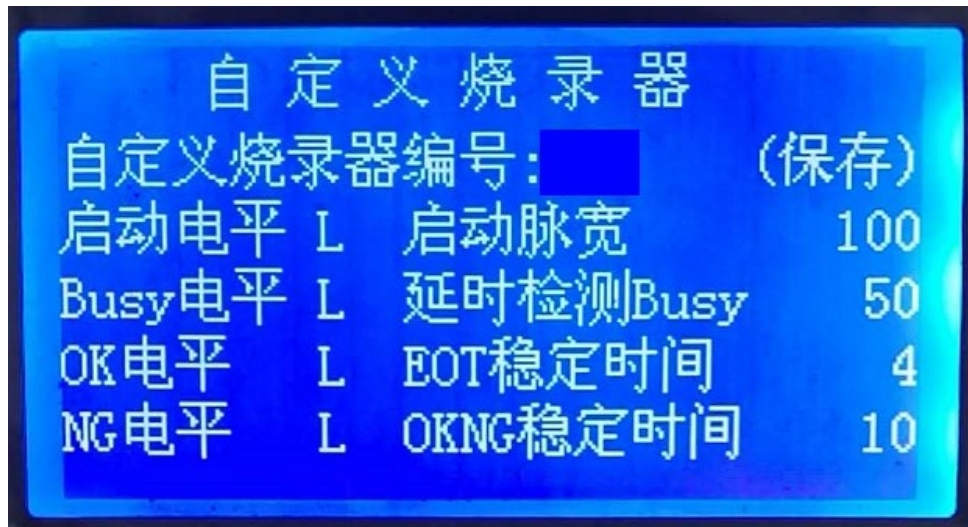 自定义烧录器
自定义烧录器编号: (保存)
启动电平 L 启动脉宽 100
Busy电平 L 延时检测Busy 50
OK电平 L EOT稳定时间 4
NG电平 L OKNG稳定时间 10